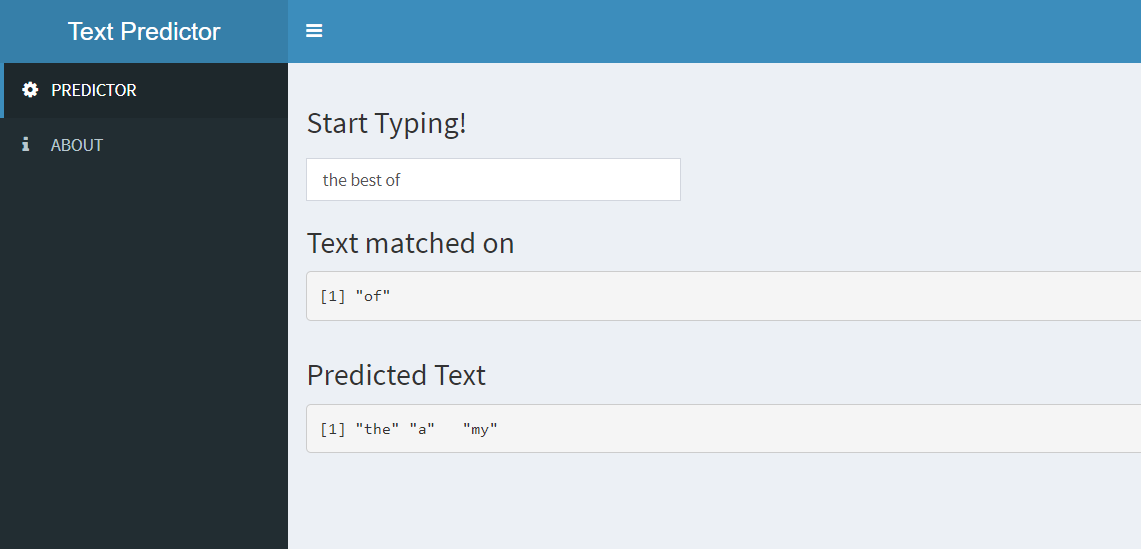 Text Predictor
PREDICTOR
ABOUT
Start Typing!
the best of
Text matched on
[1] "of"
Predicted Text
[1] "the" "a"   "my"